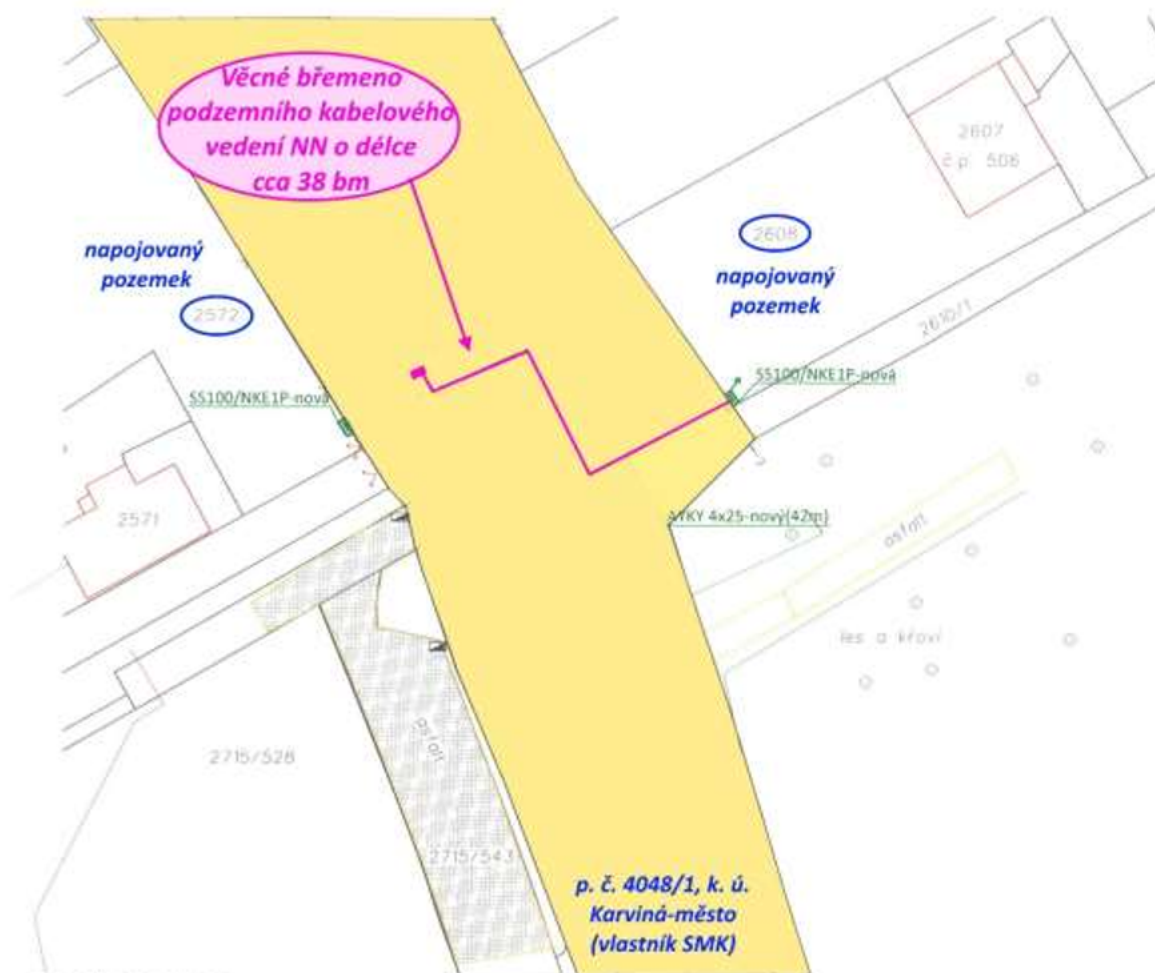 Věcné břemeno
podzemního kabelového
vedení NN o délce
cca 38 bm
2607
č.p. 506
napojovaný
pozemek
2572
2608
napojovaný
pozemek
2610/1
SS100/NKE1P-nová
SS100/NKE1P-nová
2571
AYKY 4x25-nový(42m)
asfalt
les a křoví
2715/528
asfalt
2715/543
p. č. 4048/1, k. ú.
Karviná-město
(vlastník SMK)